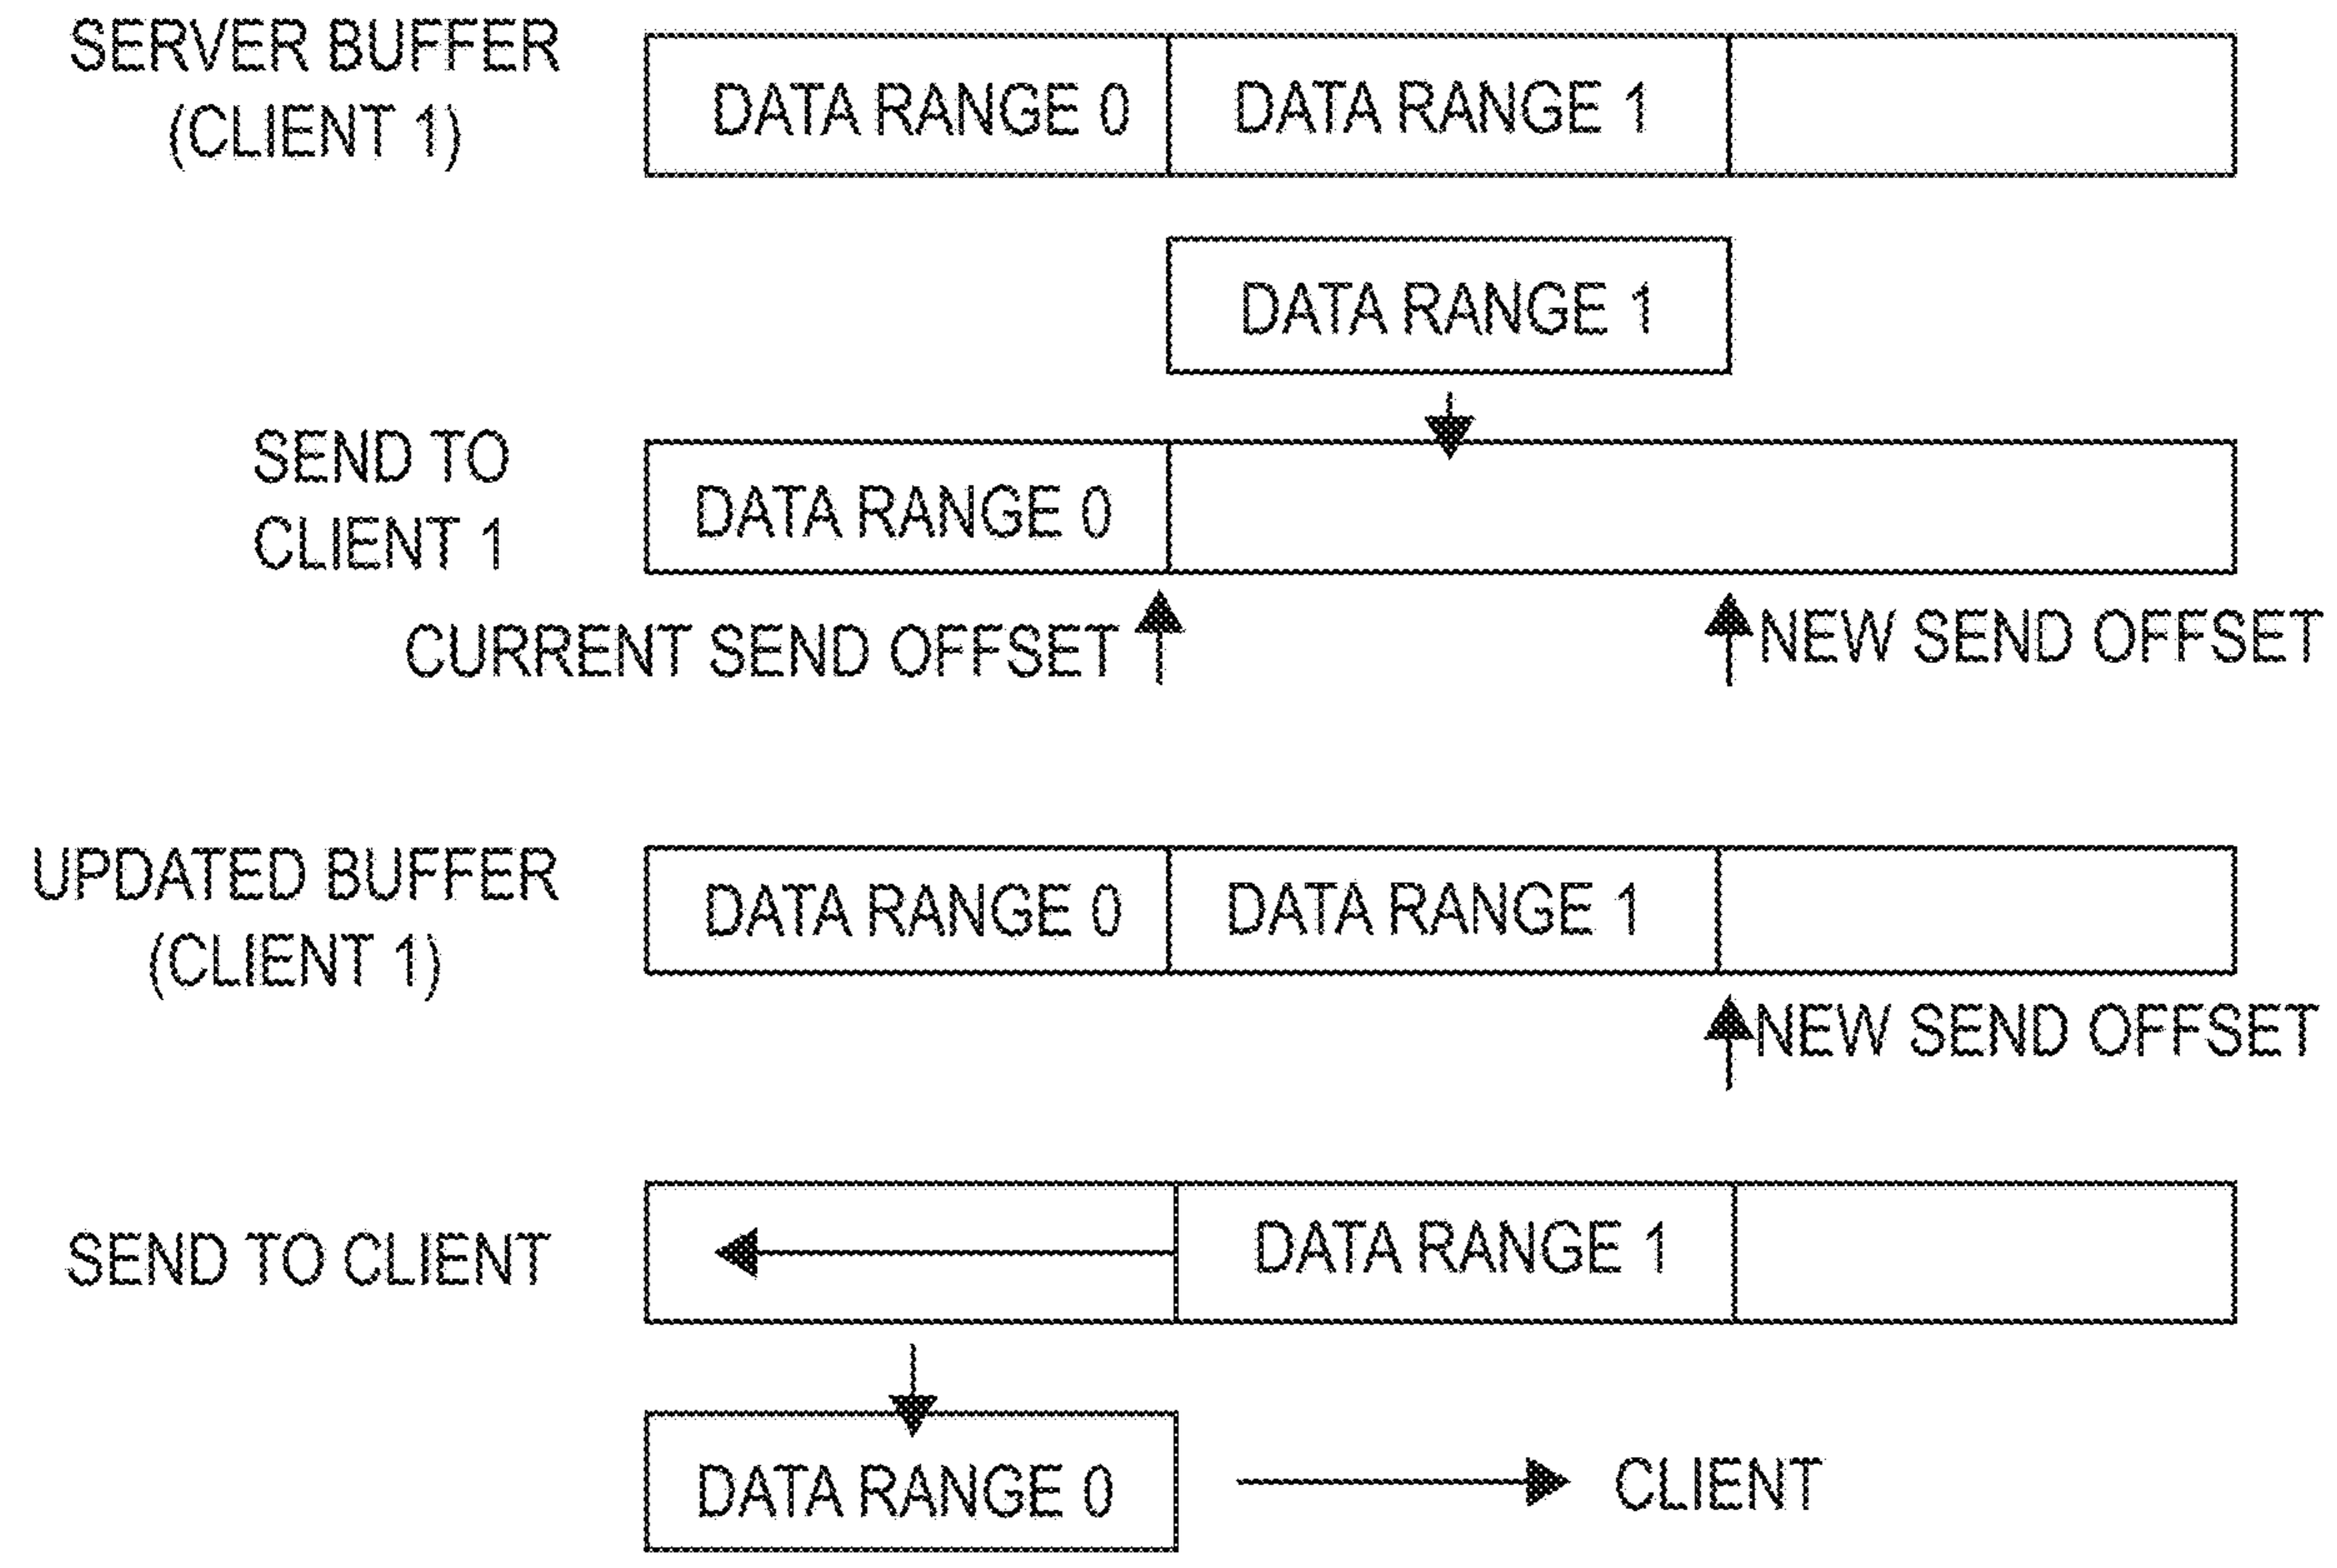 SERVER BUFFER
(CLIENT 1)
DATA RANGE 0
DATA RANGE 1
DATA RANGE 1
SEND TO
CLIENT 1
DATA RANGE 0
CURRENT SEND OFFSET
NEW SEND OFFSET
UPDATED BUFFER
(CLIENT 1)
DATA RANGE 0
DATA RANGE 1
NEW SEND OFFSET
SEND TO CLIENT
DATA RANGE 1
DATA RANGE 0
CLIENT